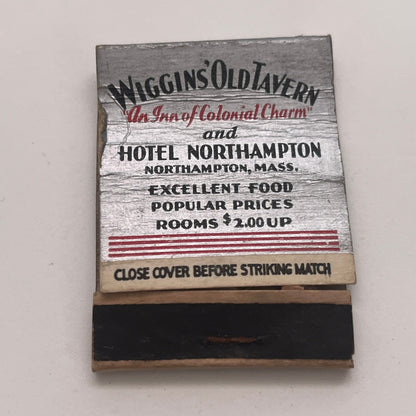 WIGGINS' OLD TAVERN
"An Inn of Colonial Charm"
and
HOTEL NORTHAMPTON
NORTHAMPTON, MASS.
EXCELLENT FOOD
POPULAR PRICES
ROOMS $2.00 UP
CLOSE COVER BEFORE STRIKING MATCH